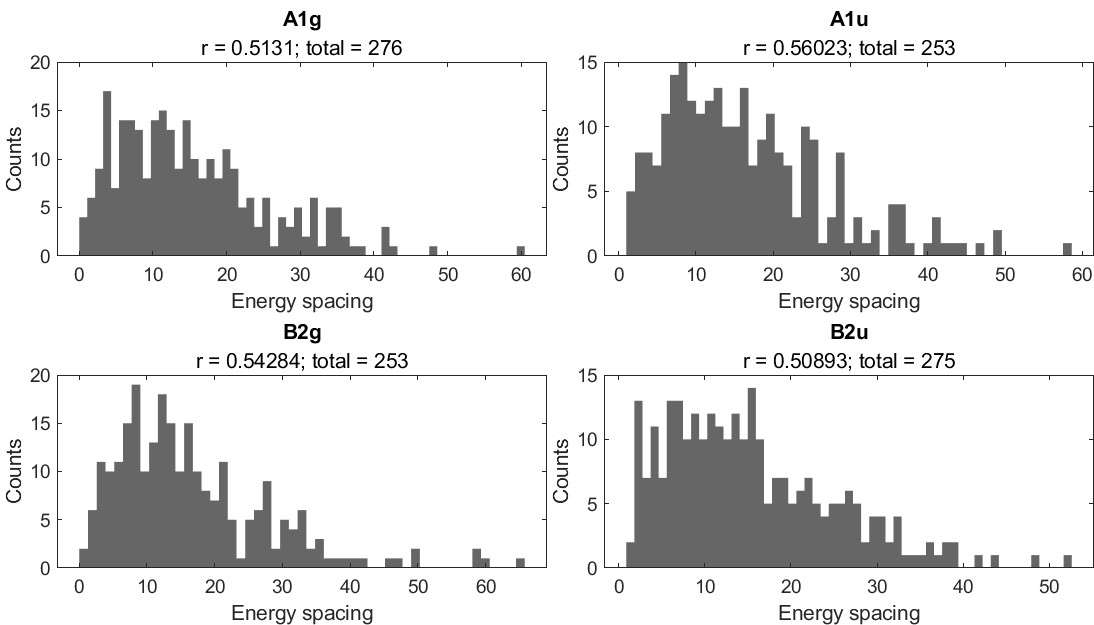 A1g
r = 0.5131; total = 276
20
15
10
5
0
Counts
0 10 20 30 40 50 60
Energy spacing
A1u
r = 0.56023; total = 253
15
10
5
0
Counts
0 10 20 30 40 50 60
Energy spacing
B2g
r = 0.54284; total = 253
20
15
10
5
0
Counts
0 10 20 30 40 50 60
Energy spacing
B2u
r = 0.50893; total = 275
15
10
5
0
Counts
0 10 20 30 40 50
Energy spacing